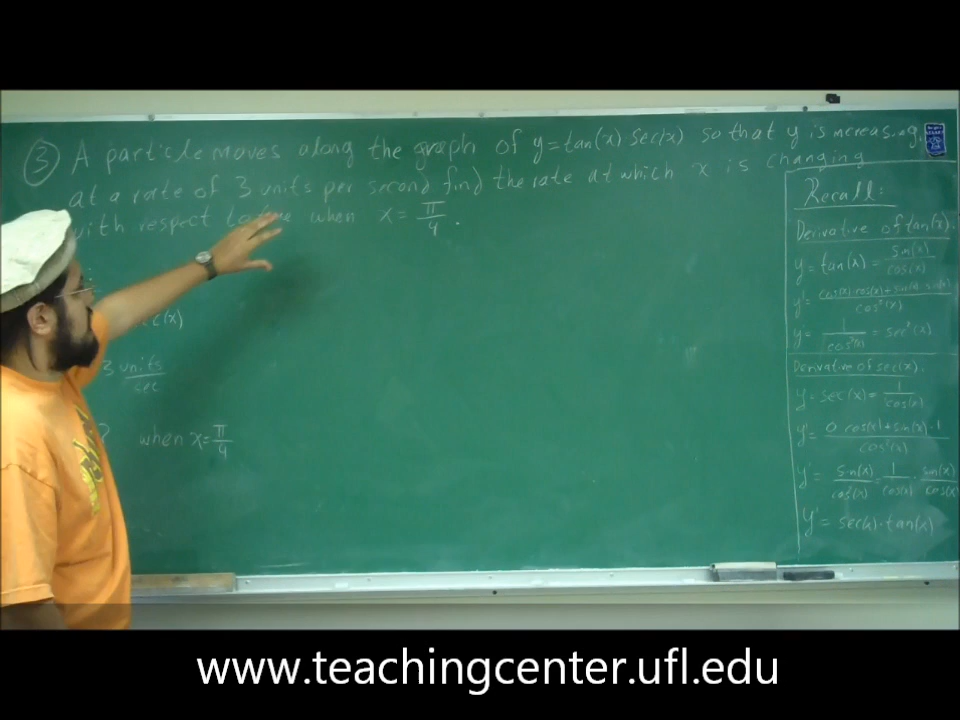 ③ A particle moves along the graph of y=tan(x) sec(x) so that y is increasing
at a rate of 3 units per second find the rate at which x is changing
with respect to when x= π/4 .
c(x)
3 units/sec
? when x= π/4
Recall:
Derivative of tan(x).
y= tan(x) = sin(x)/cos(x)
y'= cos(x)·cos(x)+sin(x)·sin(x)/cos²(x)
y= 1/cos²(x) = sec²(x)
Derivative of sec(x).
y= sec(x)= 1/cos(x)
y'= 0·cos(x)+sin(x)·1/cos²(x)
y'= sin(x)/cos²(x) = 1/cos(x) · sin(x)/cos(x)
y'= sec(x)·tan(x)
www.teachingcenter.ufl.edu